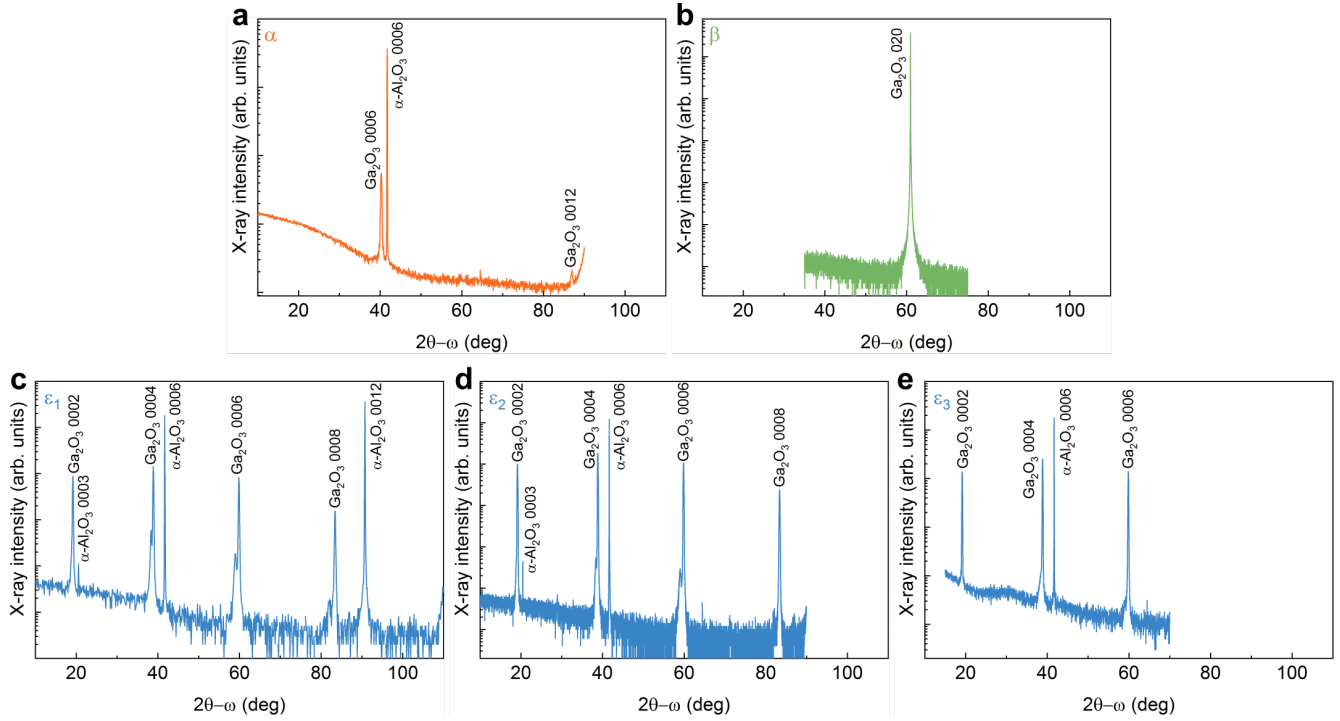 a
α
X-ray intensity (arb. units)
Ga₂O₃ 0006
α-Al₂O₃ 0006
Ga₂O₃ 0012
20 40 60 80 100
2θ–ω (deg)
b
β
X-ray intensity (arb. units)
Ga₂O₃ 020
20 40 60 80 100
2θ–ω (deg)
c
ε₁
X-ray intensity (arb. units)
Ga₂O₃ 0002
α-Al₂O₃ 0003
Ga₂O₃ 0004
α-Al₂O₃ 0006
Ga₂O₃ 0006
Ga₂O₃ 0008
α-Al₂O₃ 0012
20 40 60 80 100
2θ–ω (deg)
d
ε₂
X-ray intensity (arb. units)
Ga₂O₃ 0002
α-Al₂O₃ 0003
Ga₂O₃ 0004
α-Al₂O₃ 0006
Ga₂O₃ 0006
Ga₂O₃ 0008
20 40 60 80 100
2θ–ω (deg)
e
ε₃
X-ray intensity (arb. units)
Ga₂O₃ 0002
Ga₂O₃ 0004
α-Al₂O₃ 0006
Ga₂O₃ 0006
20 40 60 80 100
2θ–ω (deg)